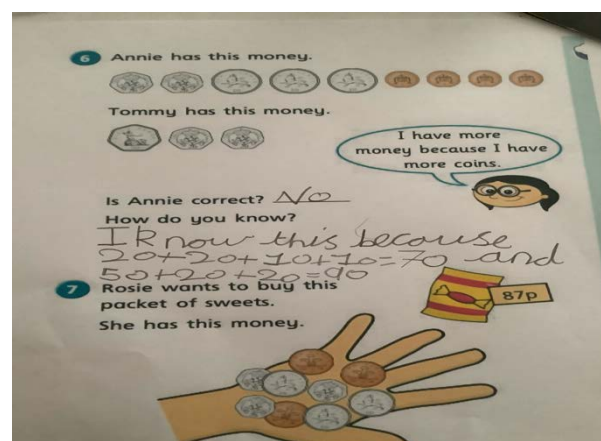 6 Annie has this money.
Tommy has this money.
I have more
money because I have
more coins.
Is Annie correct? No
How do you know?
I know this because
20+20+10+10=70 and
50+20+20=90
7 Rosie wants to buy this
packet of sweets.
87p
She has this money.